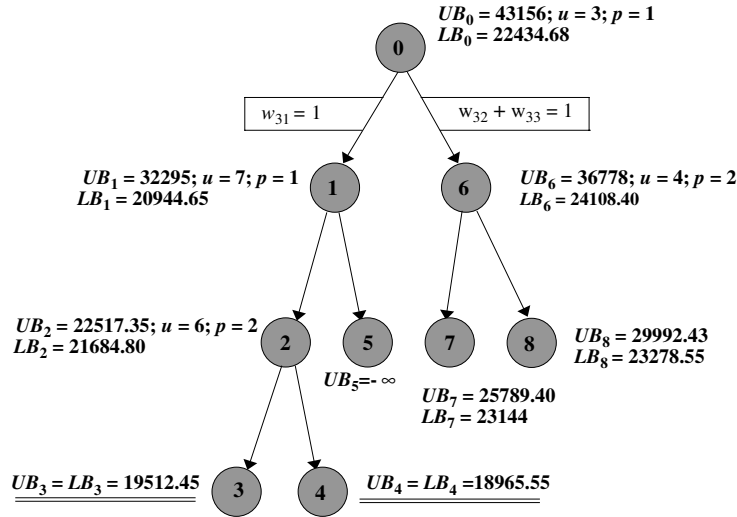 UB₀ = 43156; u = 3; p = 1
LB₀ = 22434.68
0
w₃₁ = 1
w₃₂ + w₃₃ = 1
UB₁ = 32295; u = 7; p = 1
LB₁ = 20944.65
1
6
UB₆ = 36778; u = 4; p = 2
LB₆ = 24108.40
UB₂ = 22517.35; u = 6; p = 2
LB₂ = 21684.80
2
5
7
8
UB₈ = 29992.43
LB₈ = 23278.55
UB₅=- ∞
UB₇ = 25789.40
LB₇ = 23144
UB₃ = LB₃ = 19512.45
3
4
UB₄ = LB₄ =18965.55